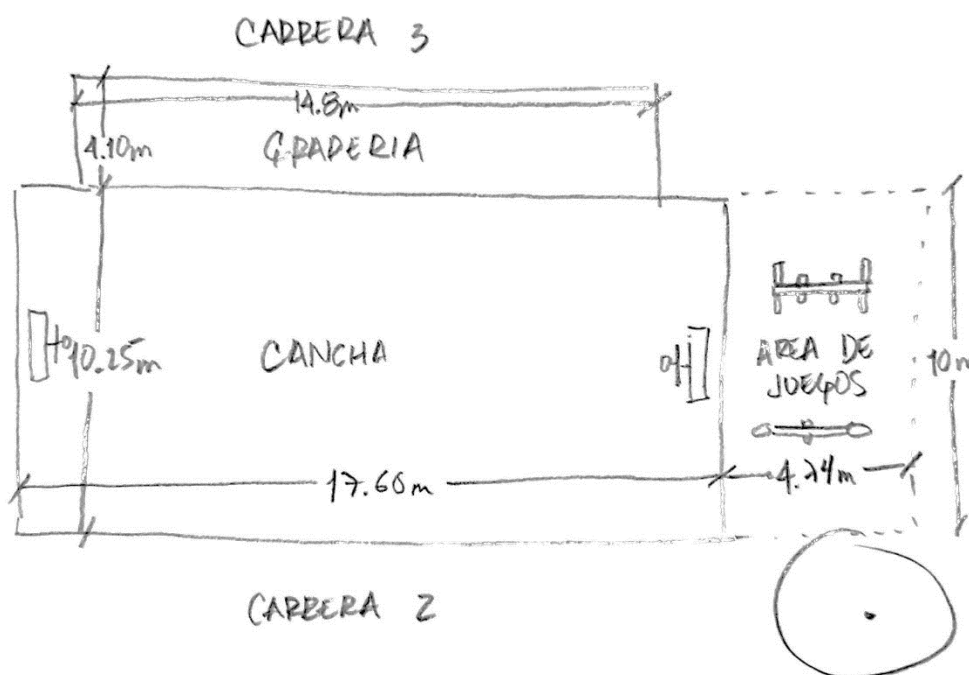 CARRERA 3
14.8m
4.10m
GRADERIA
10.25m
CANCHA
AREA DE
JUEGOS
10m
17.60m
4.74m
CARRERA 2